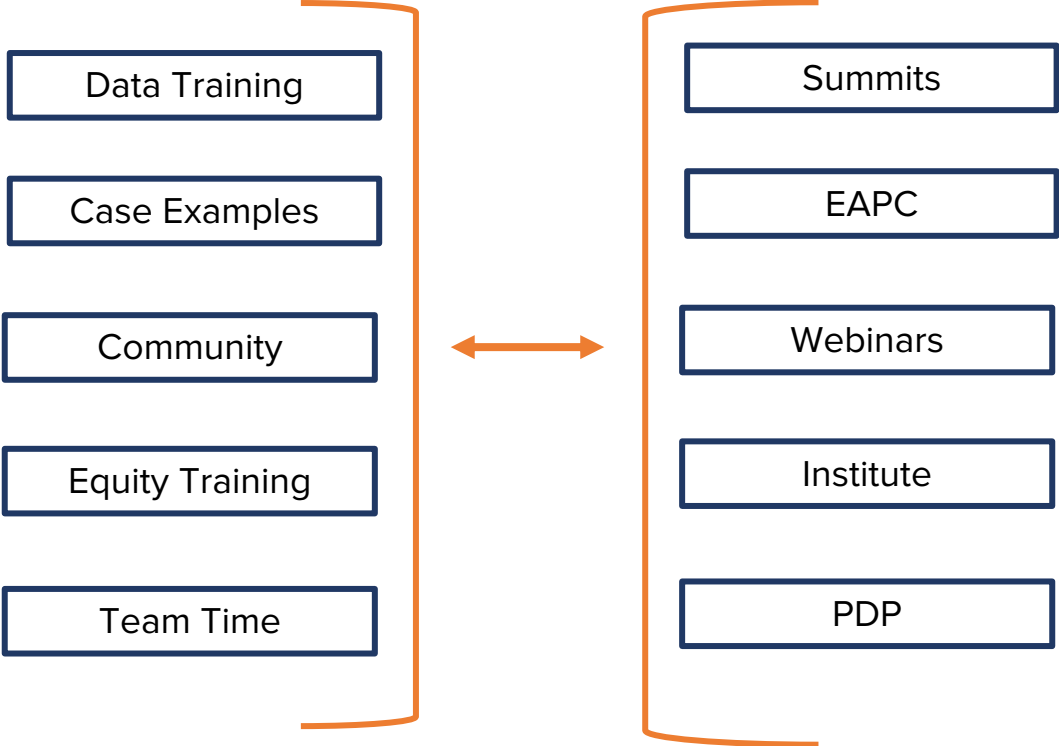 Data Training
Case Examples
Community
Equity Training
Team Time
Summits
EAPC
Webinars
Institute
PDP